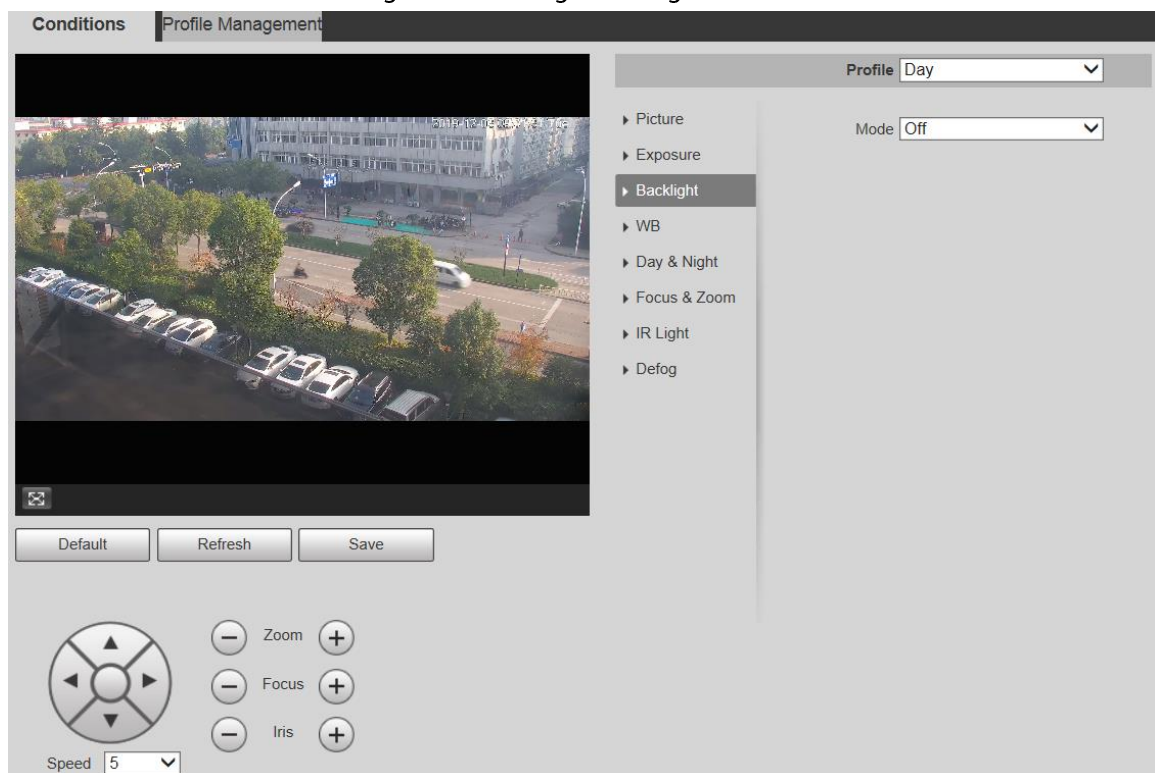 Conditions
Profile Management
Profile Day
Picture
Mode Off
Exposure
Backlight
WB
Day & Night
Focus & Zoom
IR Light
Defog
Default
Refresh
Save
Zoom
Focus
Iris
Speed 5